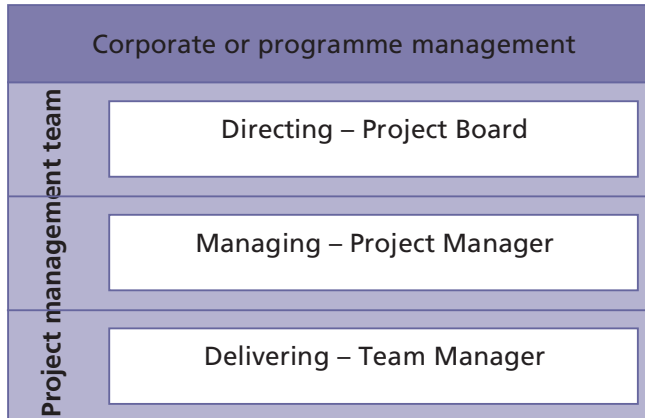 Corporate or programme management
Project management team
Directing – Project Board
Managing – Project Manager
Delivering – Team Manager